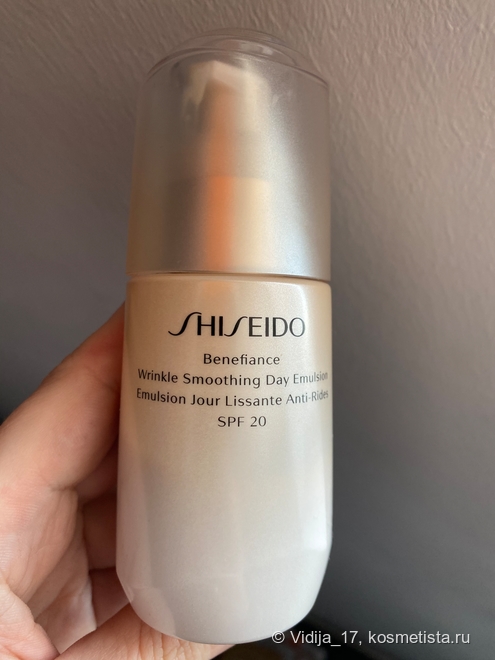 SHISEIDO
Benefiance
Wrinkle Smoothing Day Emulsion
Emulsion Jour Lissante Anti-Rides
SPF 20
© Vidija_17, kosmetista.ru